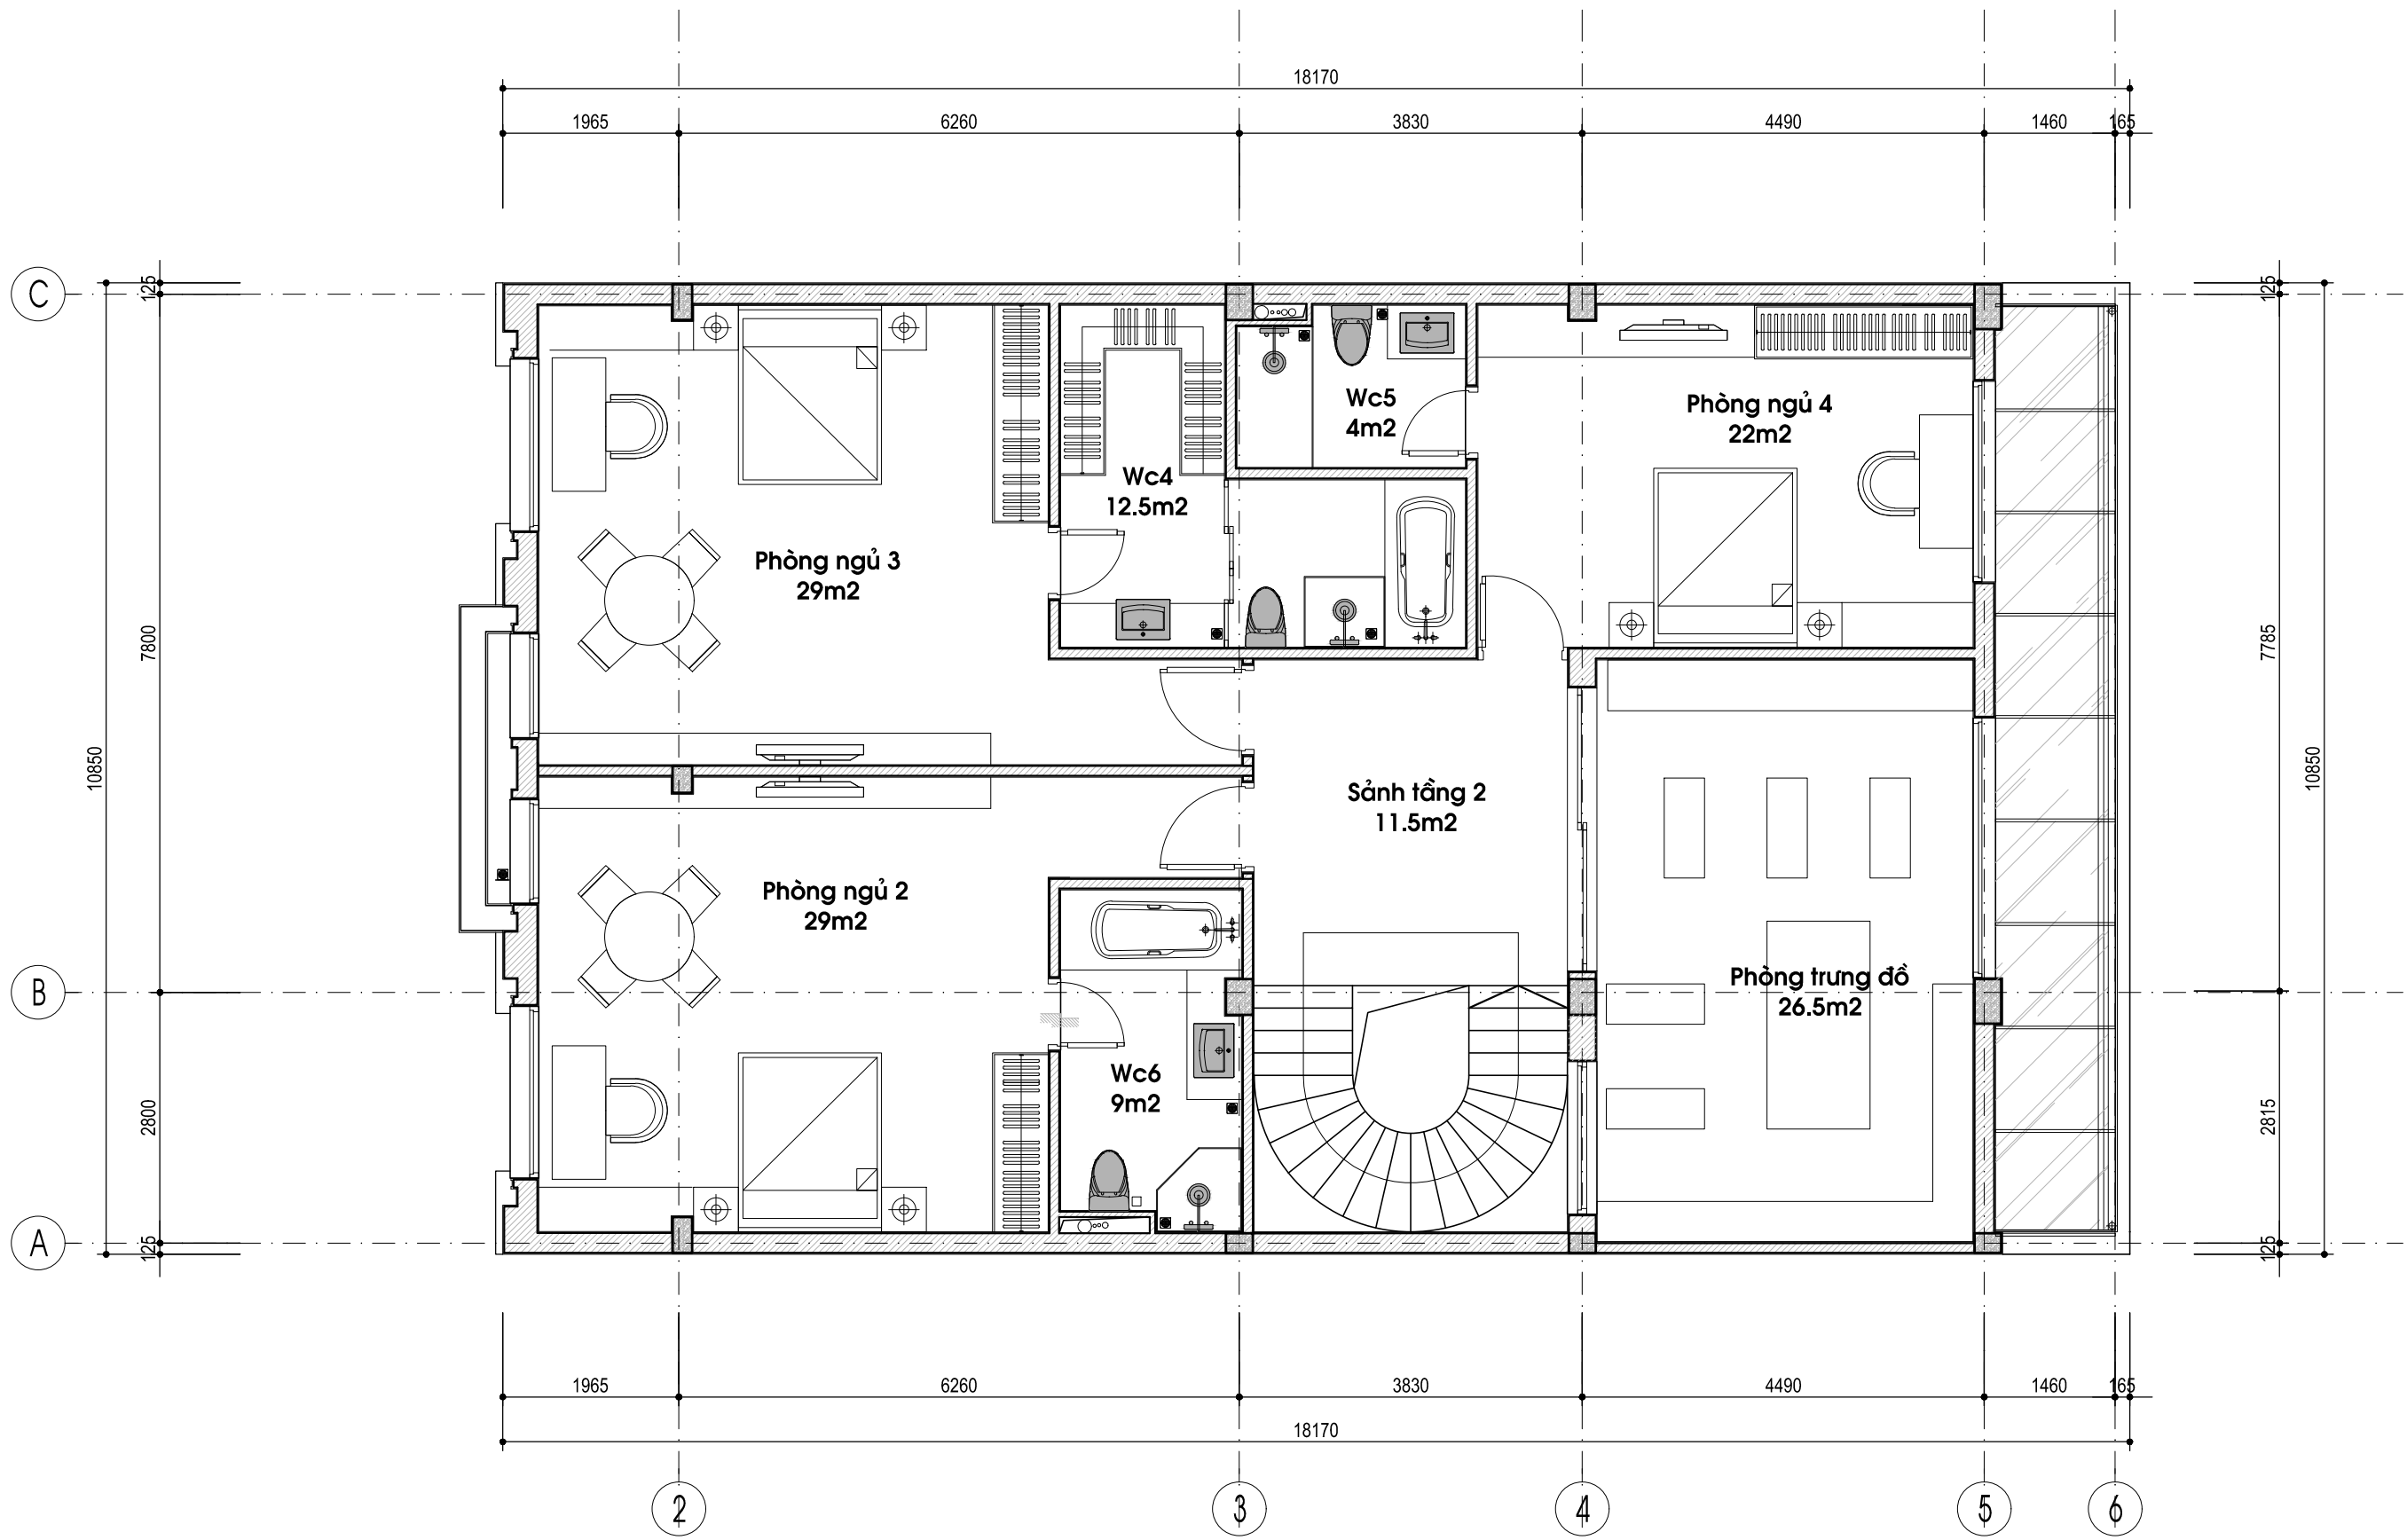 18170
1965 6260 3830 4490 1460 165
C
125
125
Wc5
4m2
Phòng ngủ 4
22m2
Wc4
12.5m2
Phòng ngủ 3
29m2
7800
7785
10850
10850
Sảnh tầng 2
11.5m2
Phòng ngủ 2
29m2
Phòng trưng đồ
26.5m2
B
Wc6
9m2
2800
2815
A
125
125
1965 6260 3830 4490 1460 165
18170
2 3 4 5 6